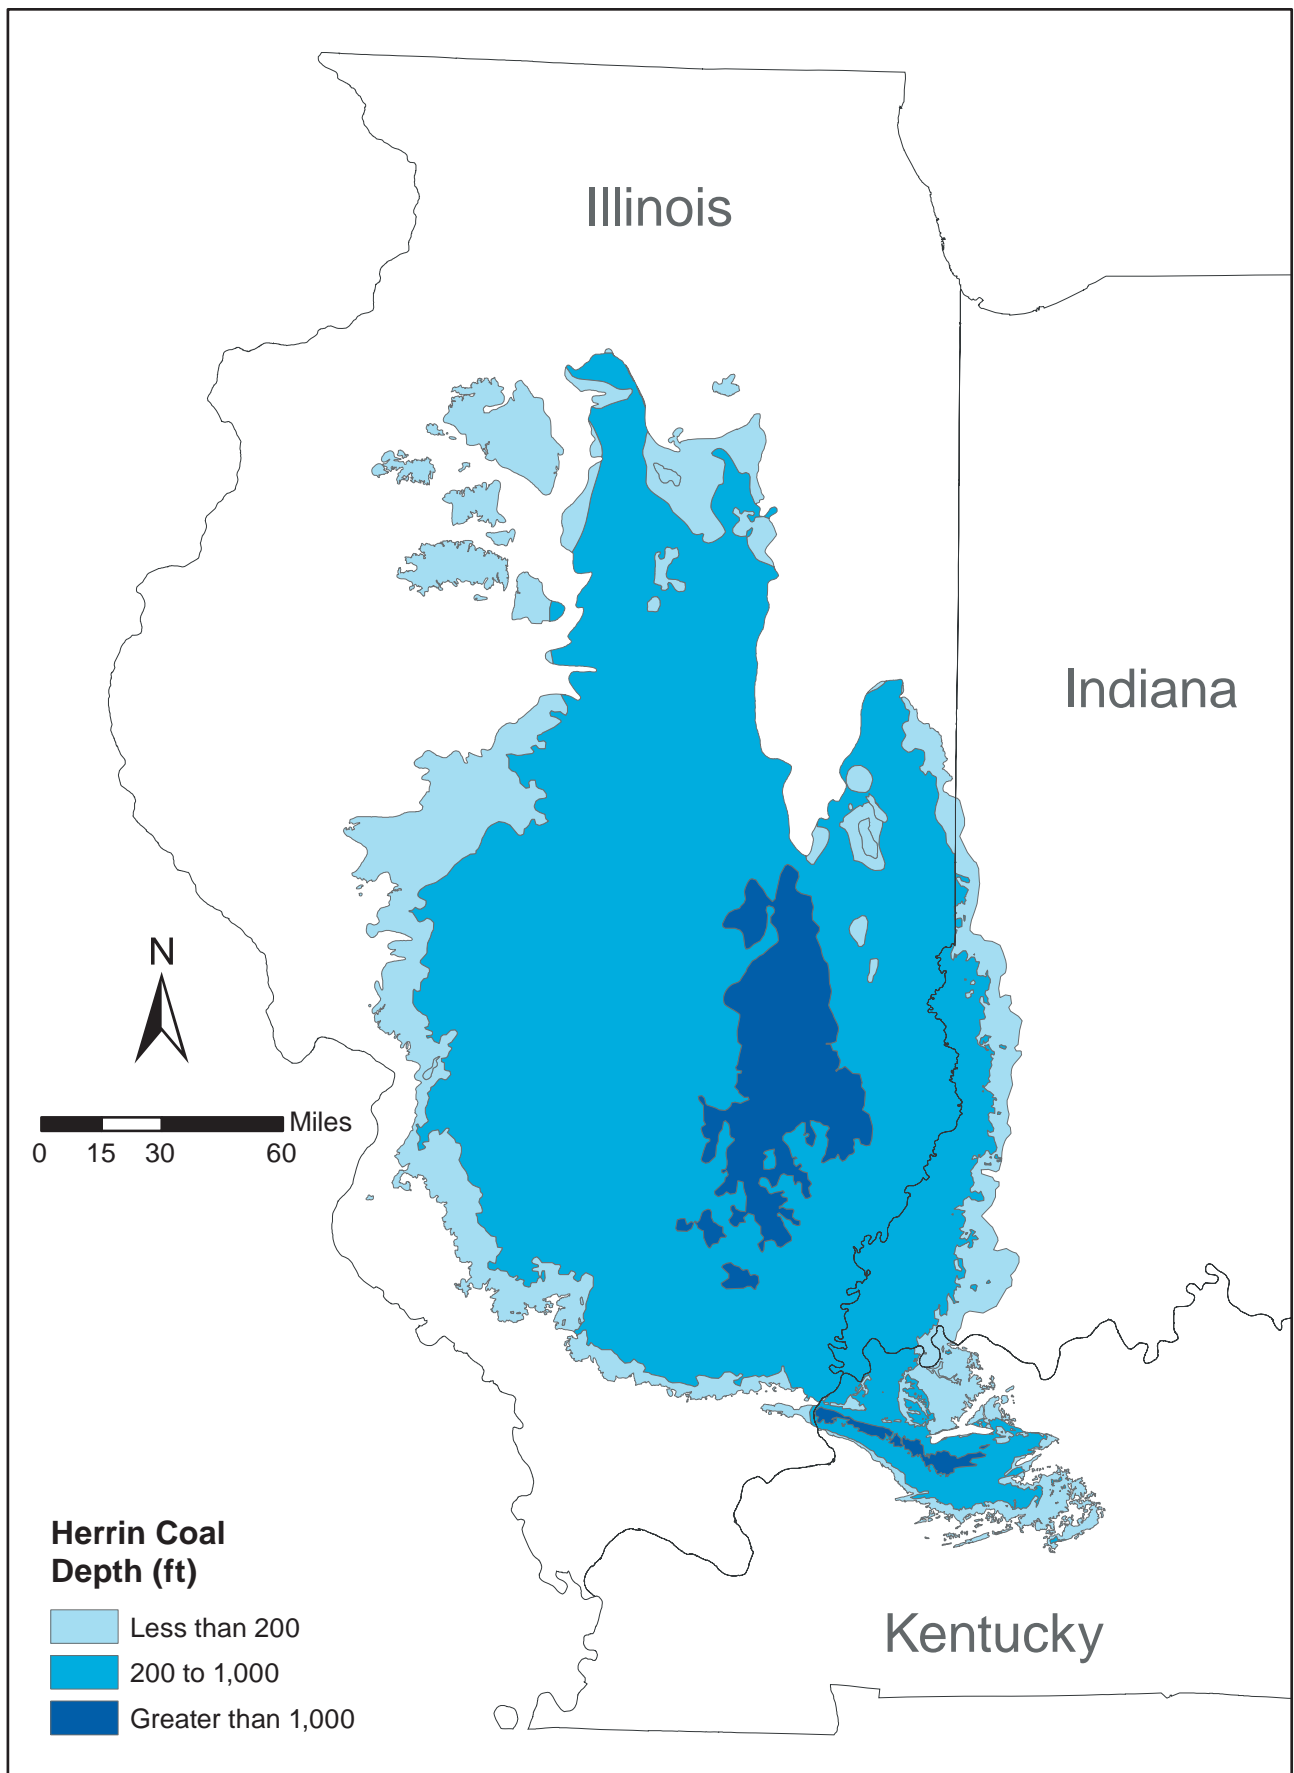 Illinois
Indiana
N
Miles
0 15 30 60
Herrin Coal
Depth (ft)
Less than 200
200 to 1,000
Greater than 1,000
Kentucky